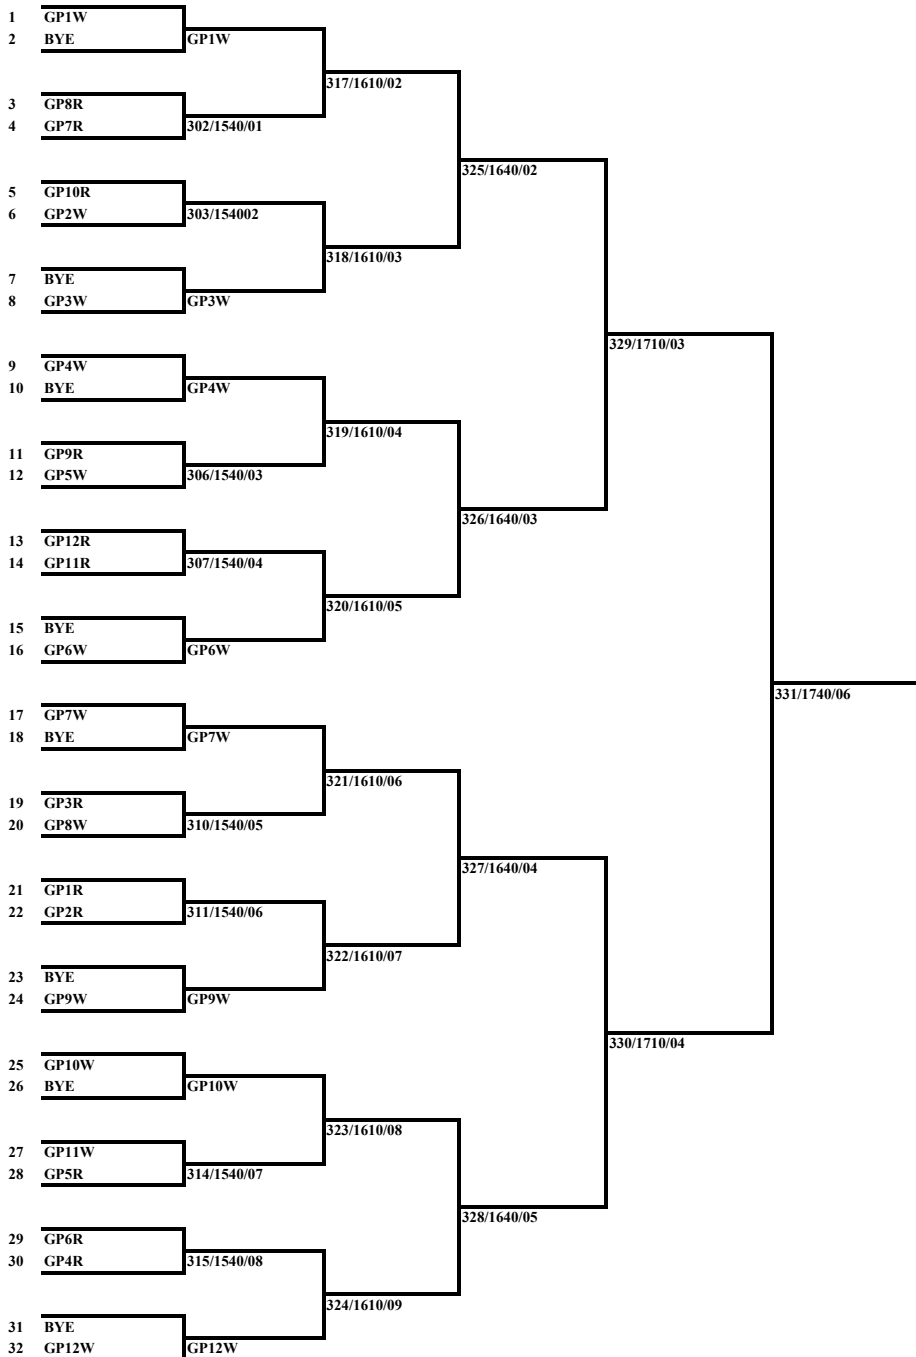 1 GP1W
2 BYE GP1W
317/1610/02
3 GP8R
4 GP7R 302/1540/01
325/1640/02
5 GP10R
6 GP2W 303/154002
318/1610/03
7 BYE
8 GP3W GP3W
329/1710/03
9 GP4W
10 BYE GP4W
319/1610/04
11 GP9R
12 GP5W 306/1540/03
326/1640/03
13 GP12R
14 GP11R 307/1540/04
320/1610/05
15 BYE
16 GP6W GP6W
331/1740/06
17 GP7W
18 BYE GP7W
321/1610/06
19 GP3R
20 GP8W 310/1540/05
327/1640/04
21 GP1R
22 GP2R 311/1540/06
322/1610/07
23 BYE
24 GP9W GP9W
330/1710/04
25 GP10W
26 BYE GP10W
323/1610/08
27 GP11W
28 GP5R 314/1540/07
328/1640/05
29 GP6R
30 GP4R 315/1540/08
324/1610/09
31 BYE
32 GP12W GP12W